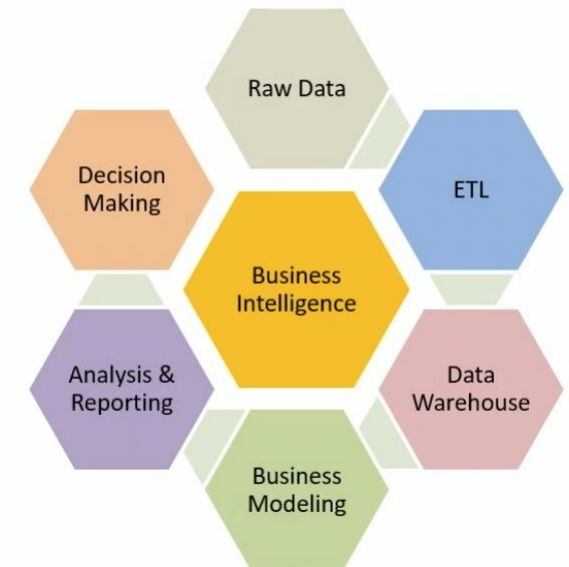 Raw Data
ETL
Data
Warehouse
Business
Modeling
Analysis &
Reporting
Decision
Making
Business
Intelligence